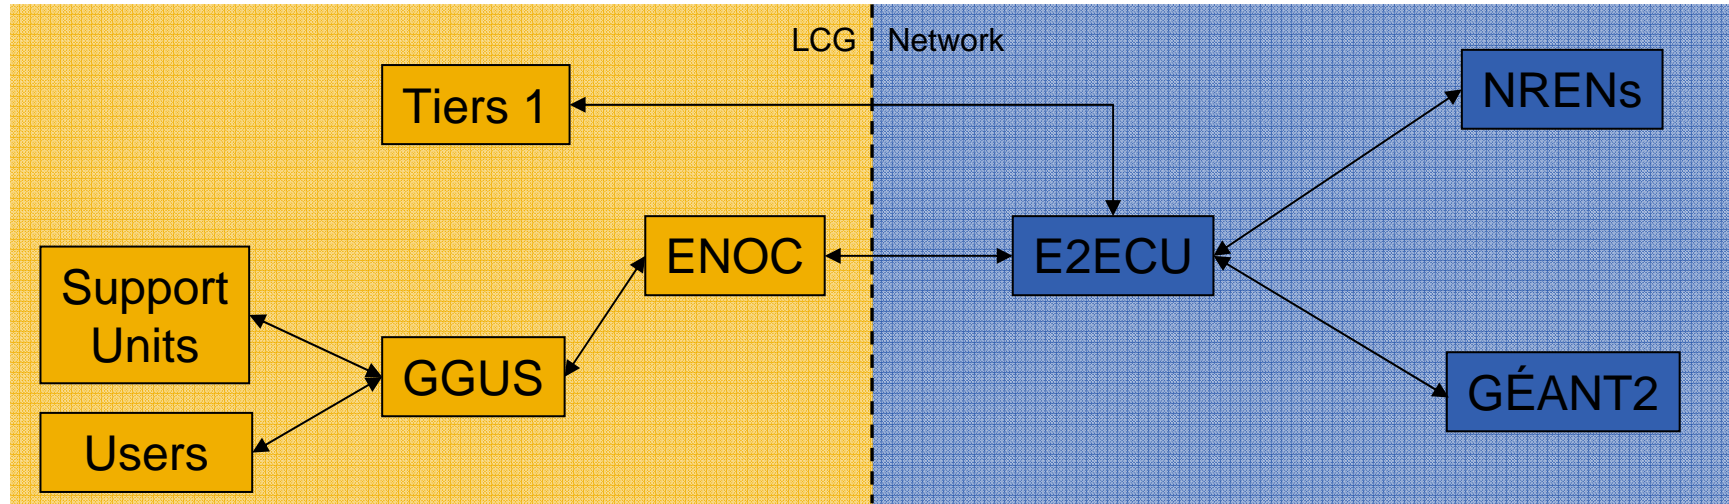 LCG
Network
Tiers 1
NRENs
ENOC
E2ECU
Support
Units
GGUS
GÉANT2
Users